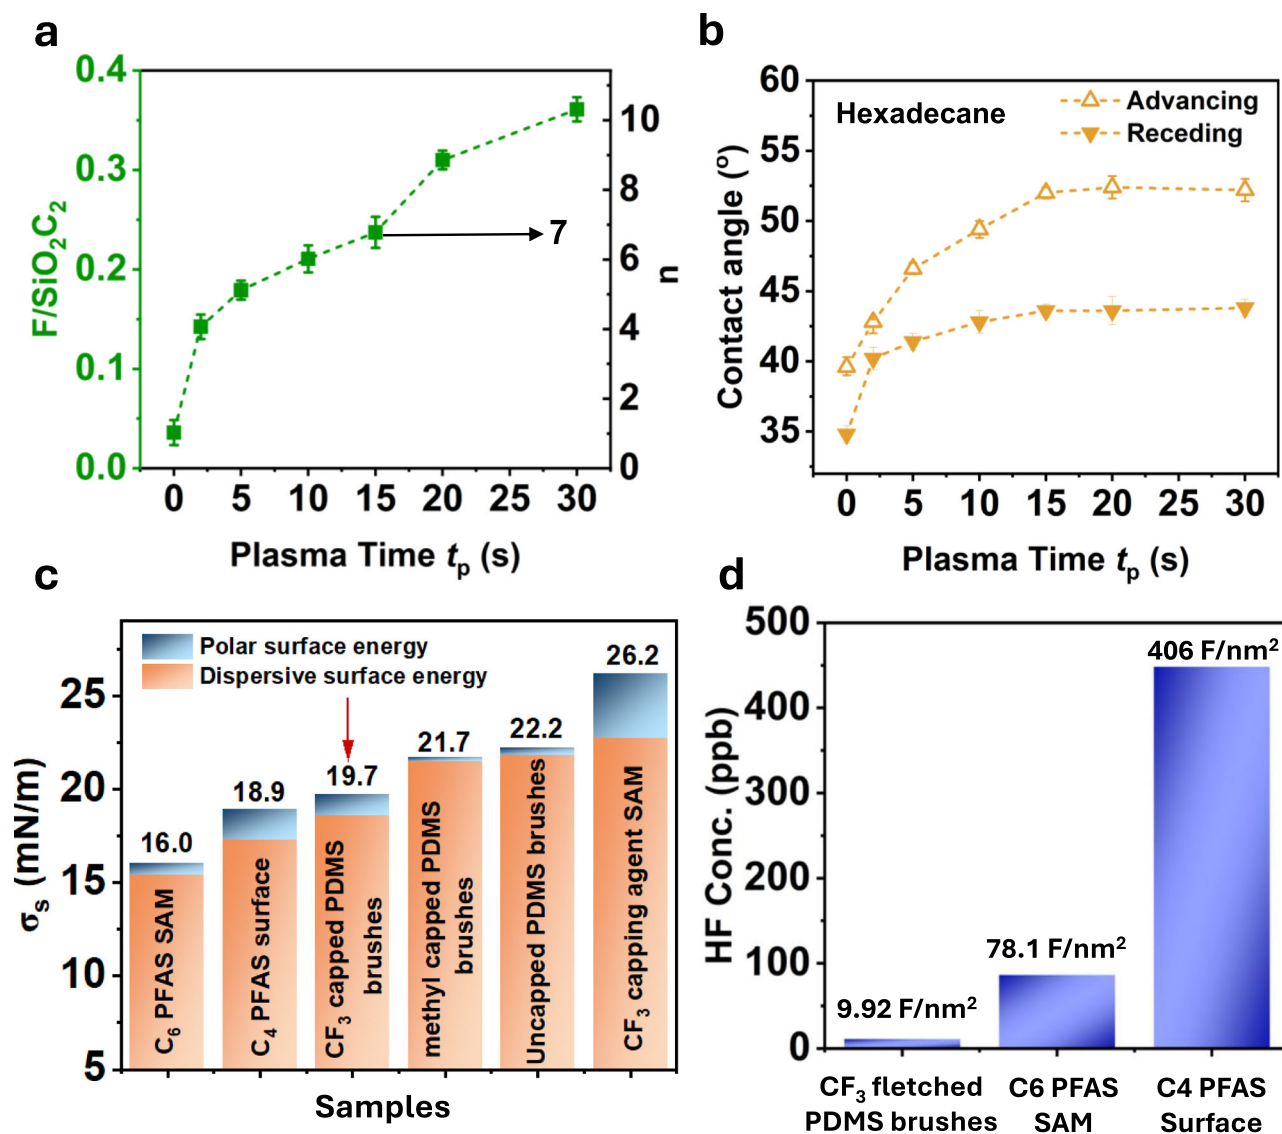 a
0.4
0.3
0.2
0.1
0.0
F/SiO₂C₂
10
8
6
4
2
0
n
7
0 5 10 15 20 25 30
Plasma Time tₚ (s)
b
60
55
50
45
40
35
Contact angle (º)
Hexadecane
Advancing
Receding
0 5 10 15 20 25 30
Plasma Time tₚ (s)
c
25
20
15
10
5
σₛ (mN/m)
Polar surface energy
Dispersive surface energy
16.0
18.9
19.7
21.7
22.2
26.2
C₆ PFAS SAM
C₄ PFAS surface
CF₃ capped PDMS
brushes
methyl capped PDMS
brushes
Uncapped PDMS brushes
CF₃ capping agent SAM
Samples
d
500
400
300
200
100
0
HF Conc. (ppb)
9.92 F/nm²
78.1 F/nm²
406 F/nm²
CF₃ fletched
PDMS brushes
C6 PFAS
SAM
C4 PFAS
Surface